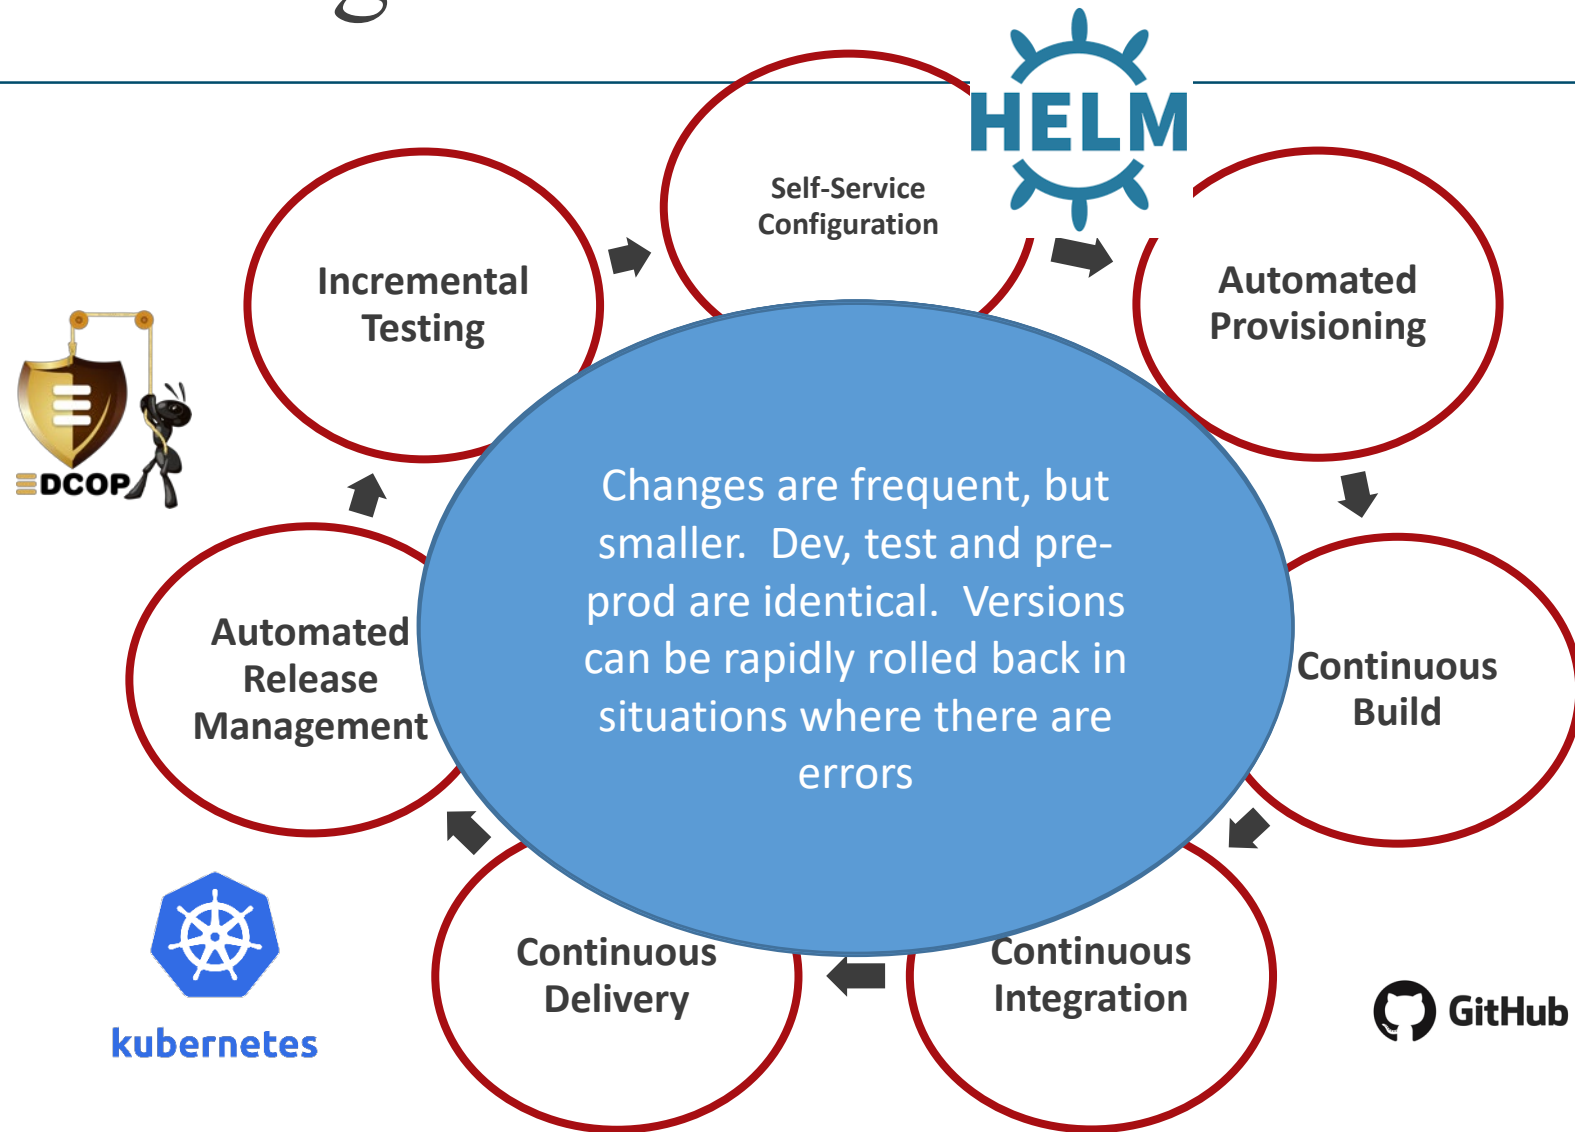 HELM
Self-Service
Configuration
Incremental
Testing
Automated
Provisioning
EDCOP
Changes are frequent, but
smaller.  Dev, test and pre-
prod are identical.  Versions
can be rapidly rolled back in
situations where there are
errors
Automated
Release
Management
Continuous
Build
Continuous
Delivery
Continuous
Integration
kubernetes
GitHub